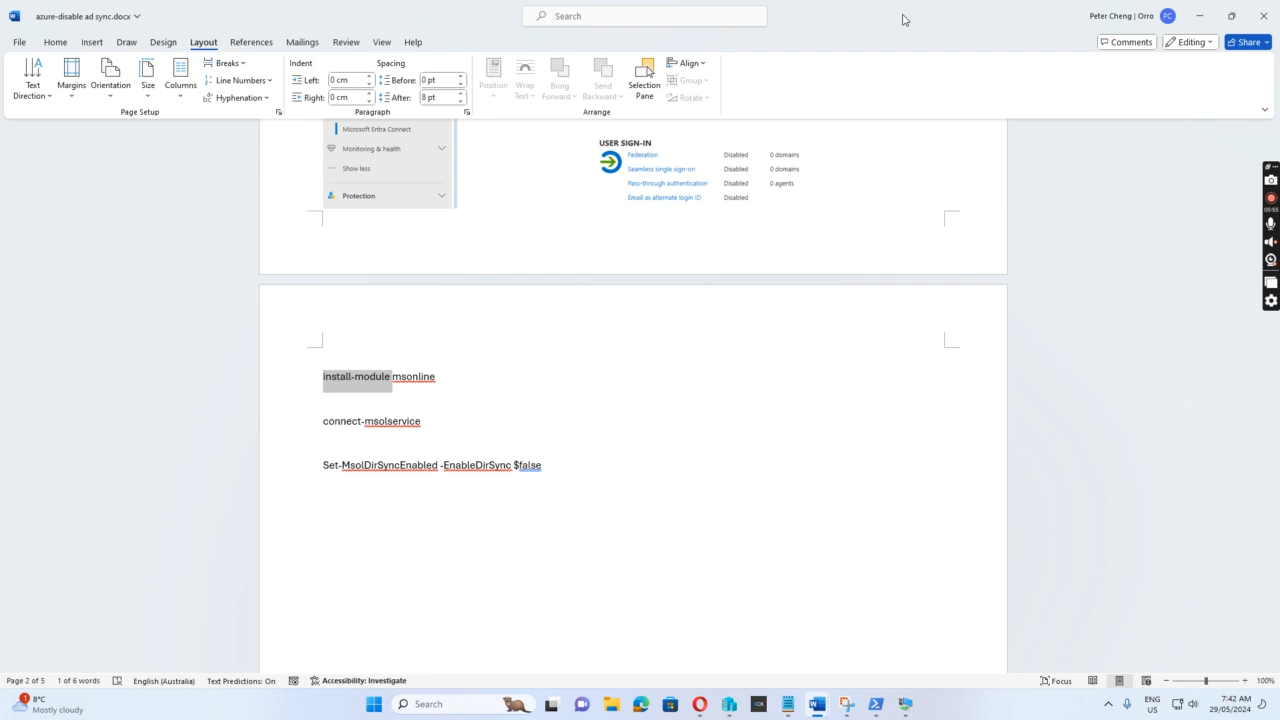 azure-disable ad sync.docx
Search
Peter Cheng | Orro
PC
File
Home
Insert
Draw
Design
Layout
References
Mailings
Review
View
Help
Comments
Editing
Share
Text Direction
Margins
Orientation
Size
Columns
Breaks
Line Numbers
Hyphenation
Page Setup
Indent
Spacing
Left: 0 cm
Before: 0 pt
Right: 0 cm
After: 8 pt
Paragraph
Position
Wrap Text
Bring Forward
Send Backward
Selection Pane
Align
Group
Rotate
Arrange
Microsoft Entra Connect
Monitoring & health
Show less
Protection
USER SIGN-IN
Federation Disabled 0 domains
Seamless single sign-on Disabled 0 domains
Pass-through authentication Disabled 0 agents
Email as alternate login ID Disabled
install-module msonline
connect-msolservice
Set-MsolDirSyncEnabled -EnableDirSync $false
05:55
Page 2 of 5
1 of 6 words
English (Australia)
Text Predictions: On
Accessibility: Investigate
Focus
100%
1
8°C
Mostly cloudy
Search
ENG
US
7:42 AM
29/05/2024